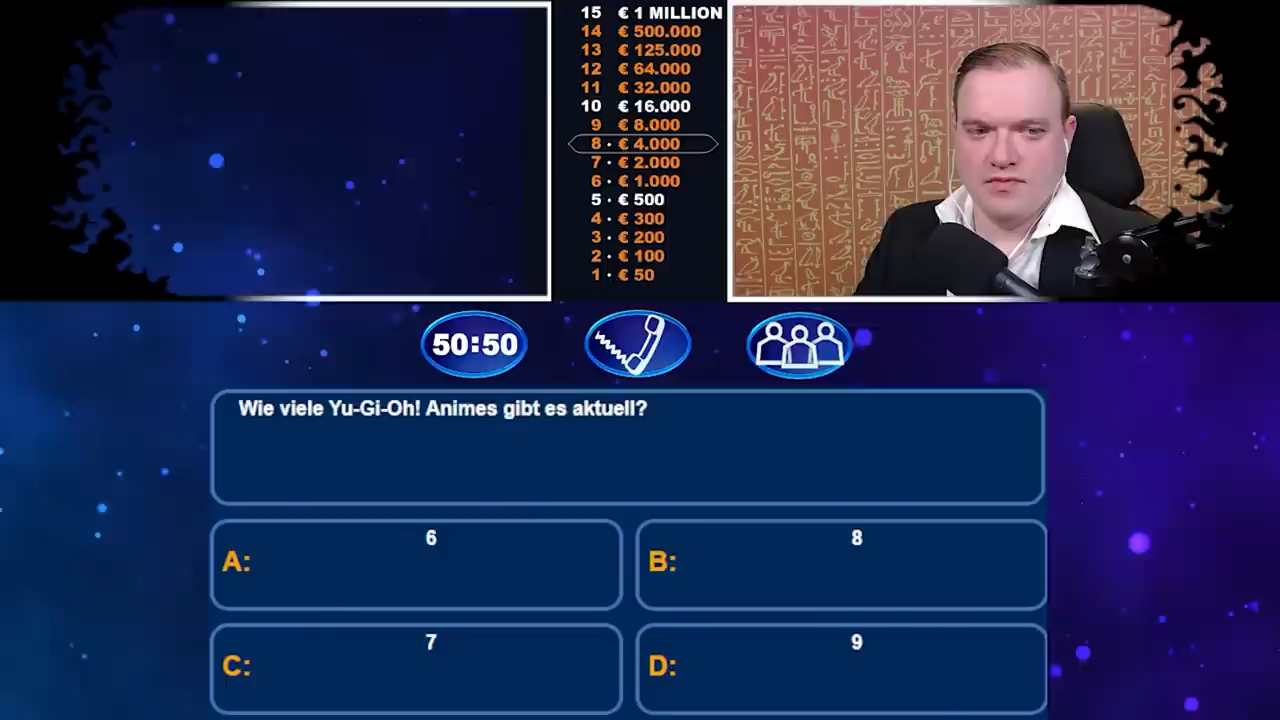 15 € 1 MILLION
14 € 500.000
13 € 125.000
12 € 64.000
11 € 32.000
10 € 16.000
9 € 8.000
8 · € 4.000
7 · € 2.000
6 · € 1.000
5 · € 500
4 · € 300
3 · € 200
2 · € 100
1 · € 50
50:50
Wie viele Yu-Gi-Oh! Animes gibt es aktuell?
A: 6
B: 8
C: 7
D: 9